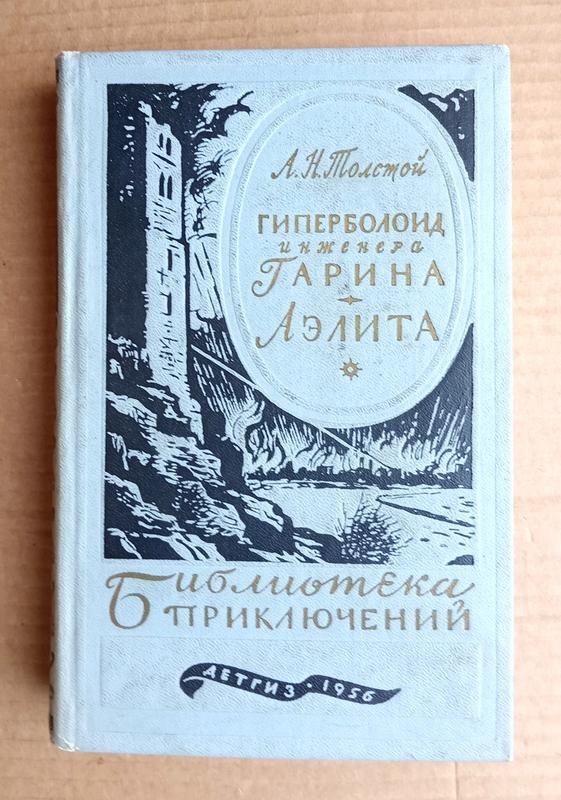 А. Н. Толстой
ГИПЕРБОЛОИД
инженера
ГАРИНА
АЭЛИТА
Библиотека
ПРИКЛЮЧЕНИЙ
ДЕТГИЗ • 1956